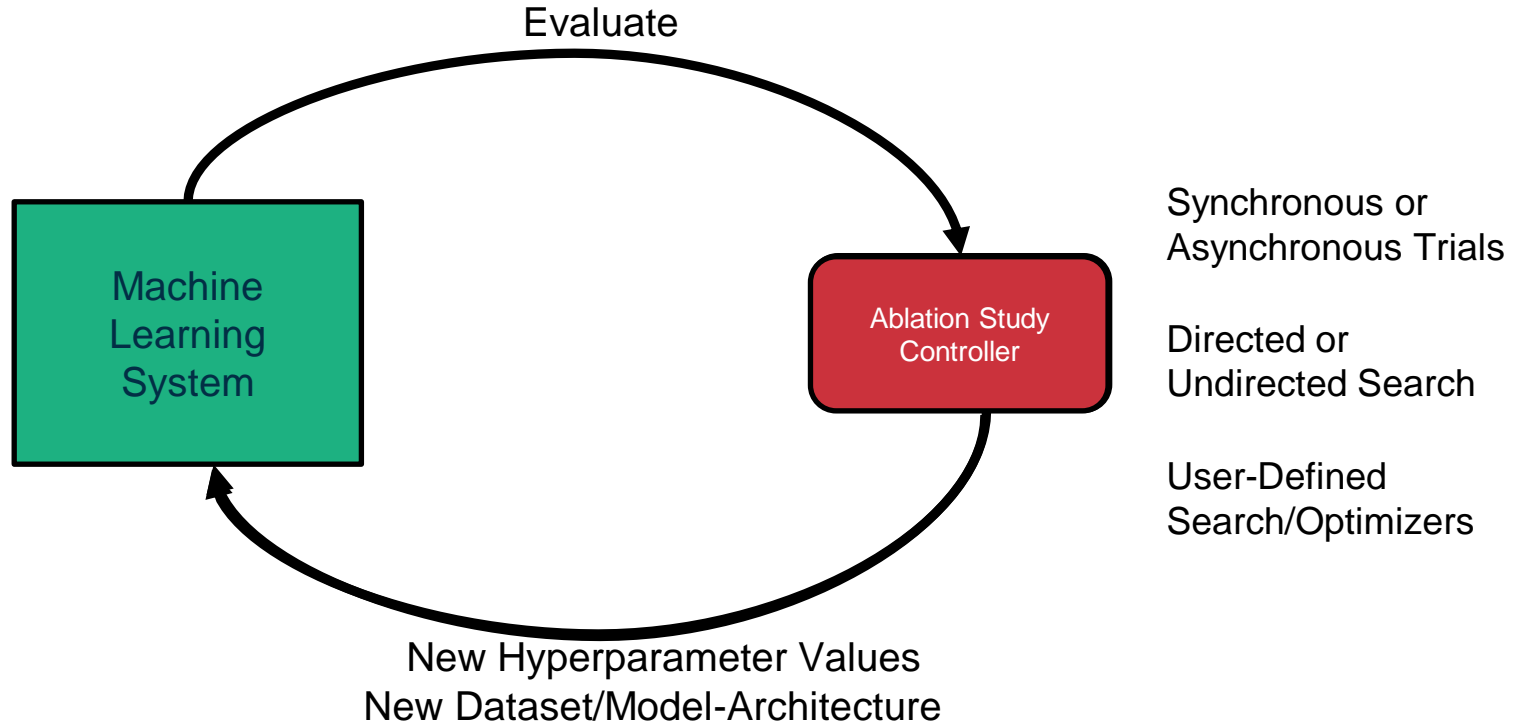 Evaluate
Machine
Learning
System
Ablation Study
Controller
Synchronous or
Asynchronous Trials
Directed or
Undirected Search
User-Defined
Search/Optimizers
New Hyperparameter Values
New Dataset/Model-Architecture